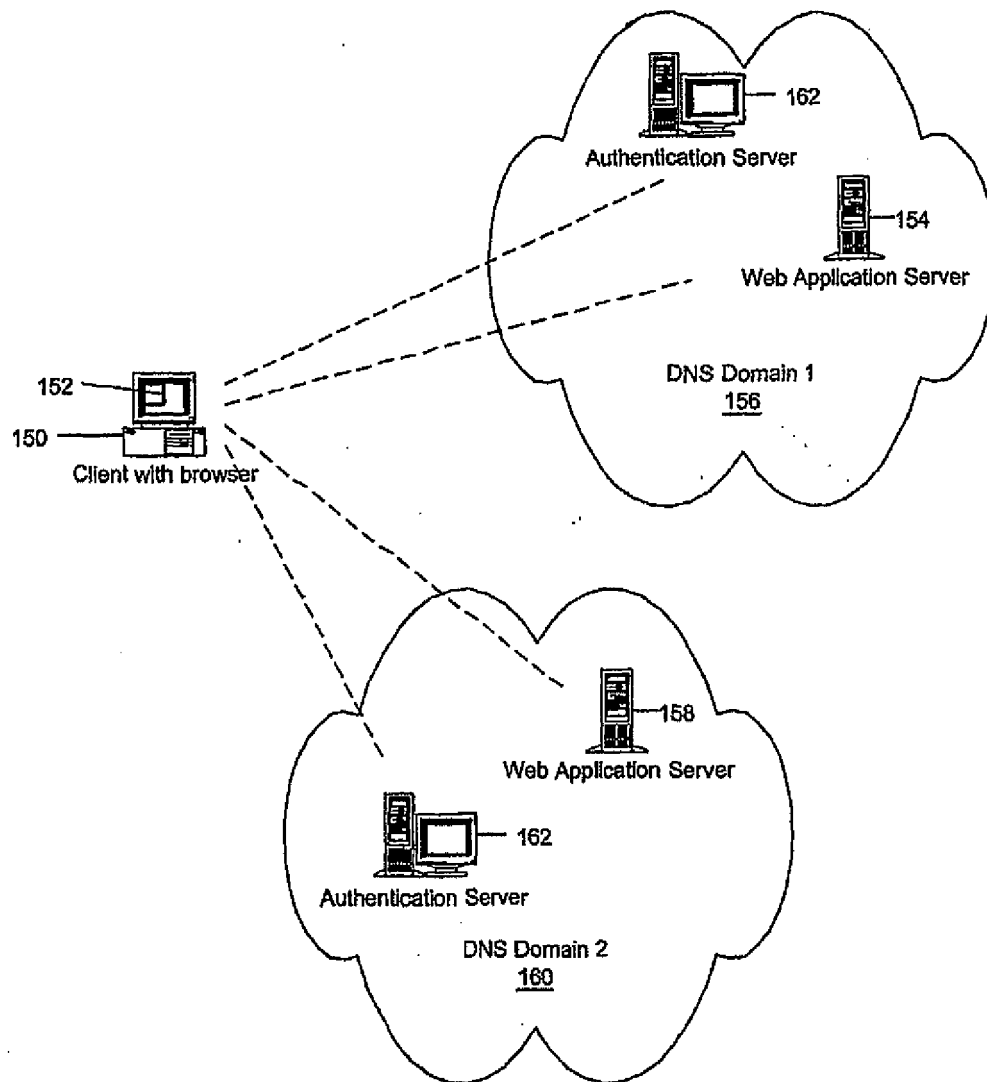 162
Authentication Server
154
Web Application Server
DNS Domain 1
156
152
150
Client with browser
158
Web Application Server
162
Authentication Server
DNS Domain 2
160